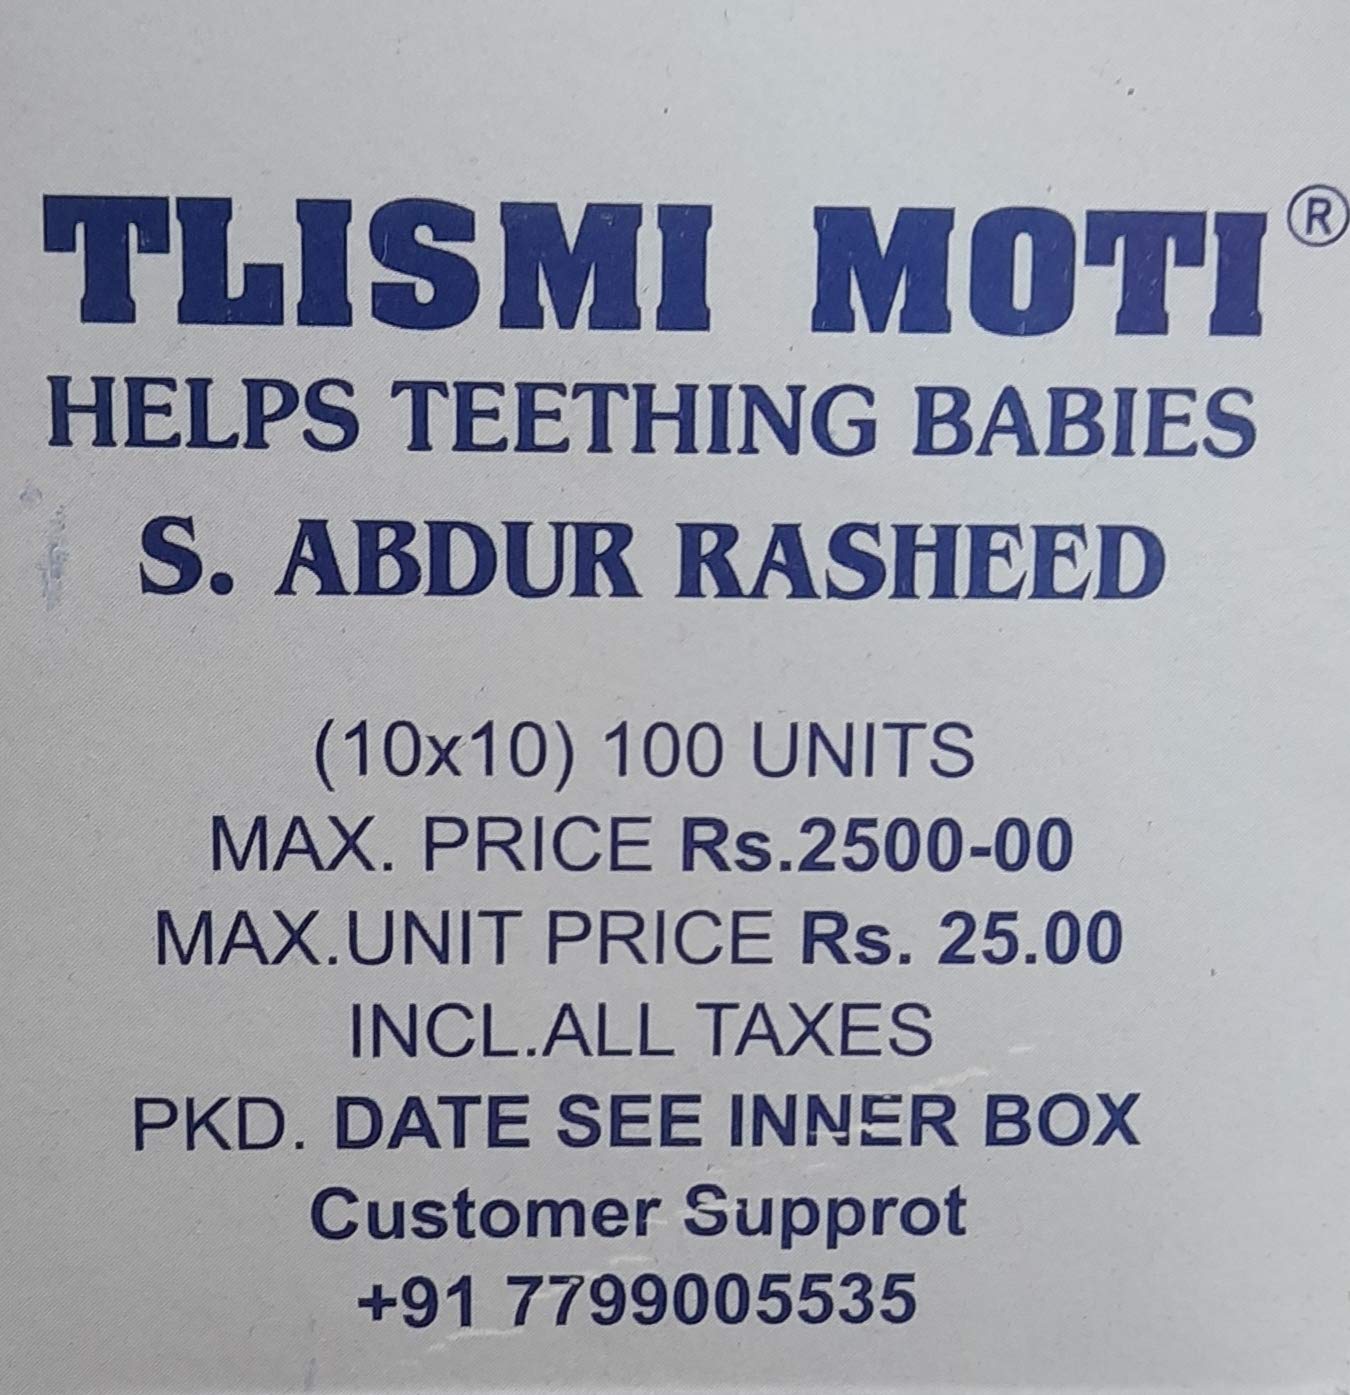 TLISMI MOTI®
HELPS TEETHING BABIES
S. ABDUR RASHEED
(10x10) 100 UNITS
MAX. PRICE Rs.2500-00
MAX.UNIT PRICE Rs. 25.00
INCL.ALL TAXES
PKD. DATE SEE INNER BOX
Customer Supprot
+91 7799005535